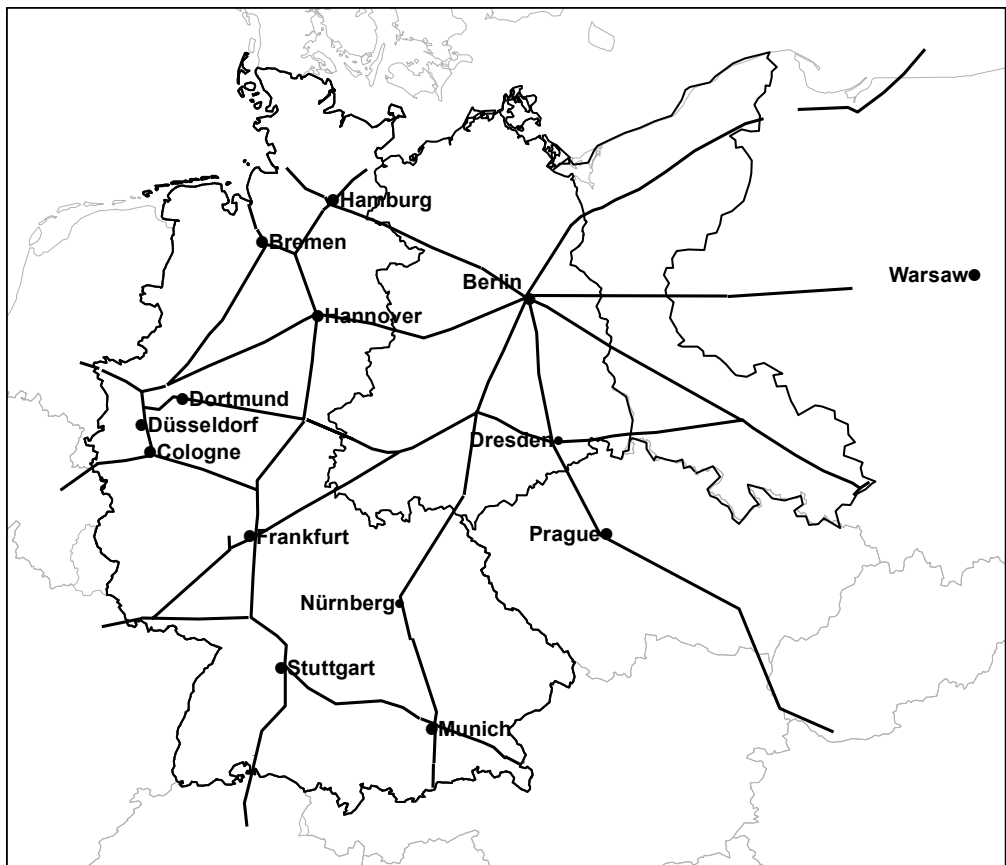 Hamburg
Bremen
Warsaw
Berlin
Hannover
Dortmund
Düsseldorf
Dresden
Cologne
Prague
Frankfurt
Nürnberg
Stuttgart
Munich